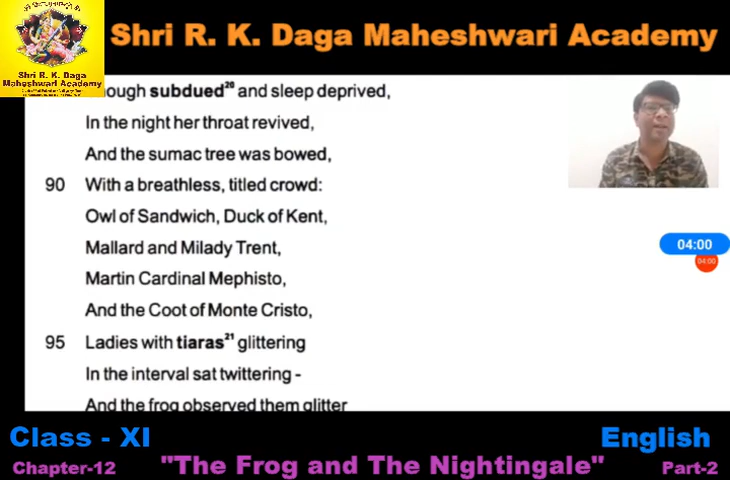 Shri R. K. Daga Maheshwari Academy
Shri R. K. Daga
Maheshwari Academy
ough subdued20 and sleep deprived,
In the night her throat revived,
And the sumac tree was bowed,
90 With a breathless, titled crowd:
Owl of Sandwich, Duck of Kent,
Mallard and Milady Trent,
Martin Cardinal Mephisto,
And the Coot of Monte Cristo,
95 Ladies with tiaras21 glittering
In the interval sat twittering -
And the frog observed them glitter
04:00
04:00
Class - XI English
Chapter-12 "The Frog and The Nightingale" Part-2